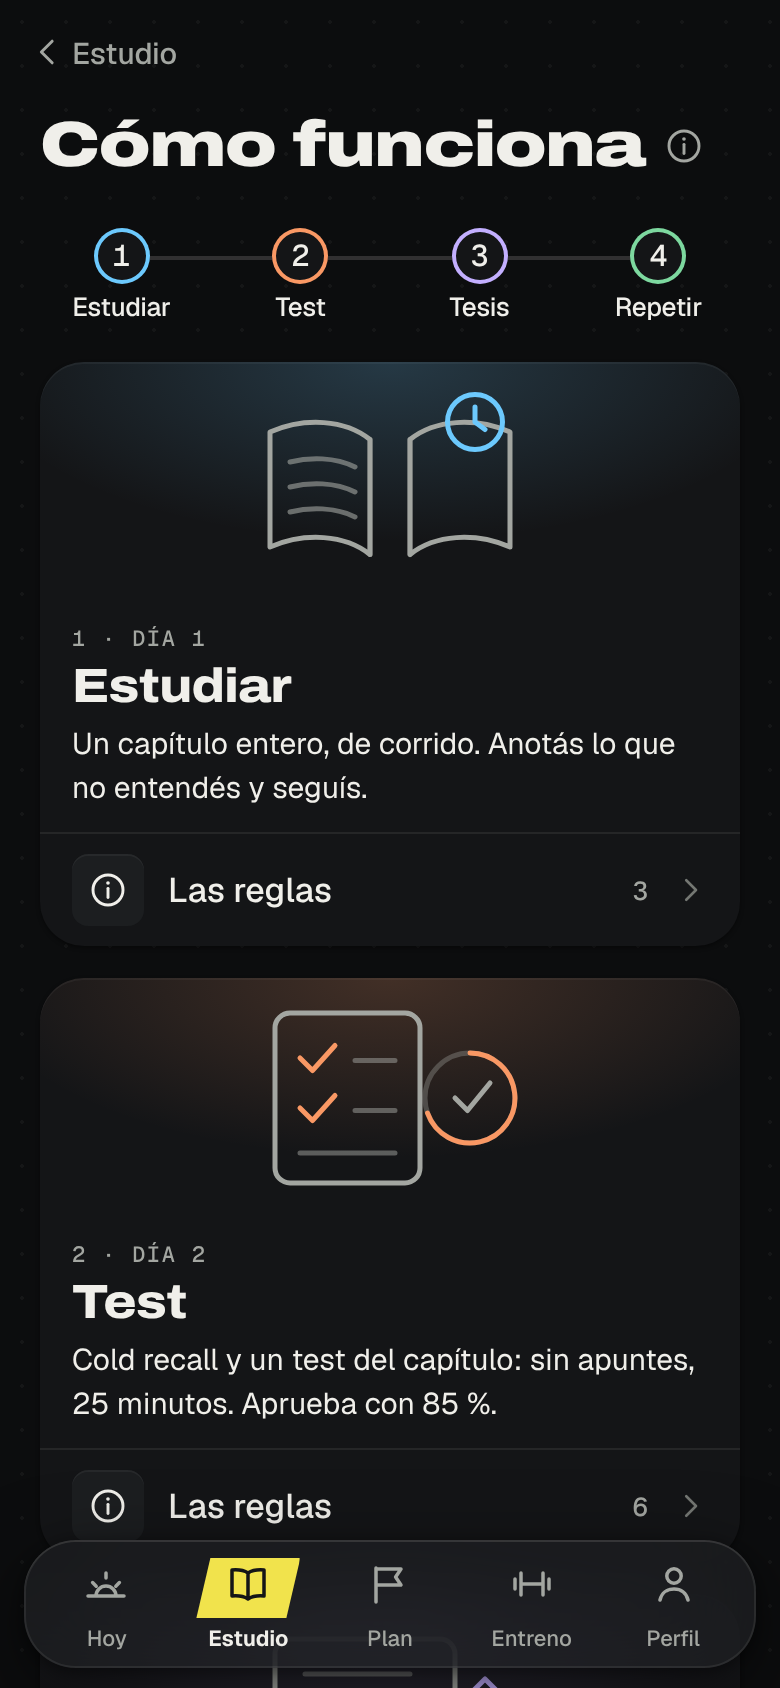 Estudio
Cómo funciona
1
2
3
4
Estudiar
Test
Tesis
Repetir
1 · DÍA 1
Estudiar
Un capítulo entero, de corrido. Anotás lo que
no entendés y seguís.
Las reglas
3
2 · DÍA 2
Test
Cold recall y un test del capítulo: sin apuntes,
25 minutos. Aprueba con 85 %.
Las reglas
6
Hoy
Estudio
Plan
Entreno
Perfil